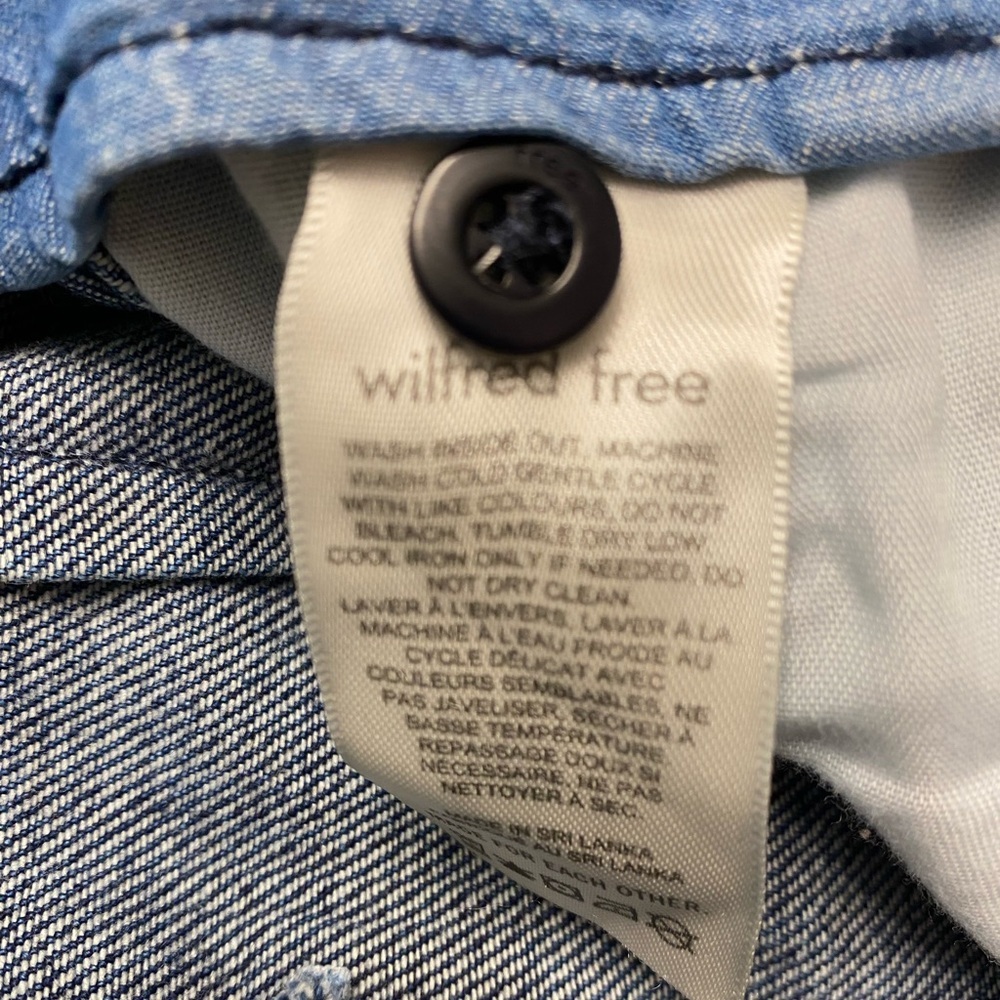 free
wilfred free
WASH INSIDE OUT. MACHINE
WASH COLD GENTLE CYCLE
WITH LIKE COLOURS, DO NOT
BLEACH, TUMBLE DRY LOW
COOL IRON ONLY IF NEEDED, DO
NOT DRY CLEAN.
LAVER À L'ENVERS. LAVER À LA
MACHINE À L'EAU FROIDE AU
CYCLE DÉLICAT AVEC
COULEURS SEMBLABLES, NE
PAS JAVELISER, SÉCHER À
BASSE TEMPÉRATURE
REPASSAGE DOUX SI
NÉCESSAIRE, NE PAS
NETTOYER À SEC.
MADE IN SRI LANKA
AU SRI LANKA
FOR EACH OTHER.